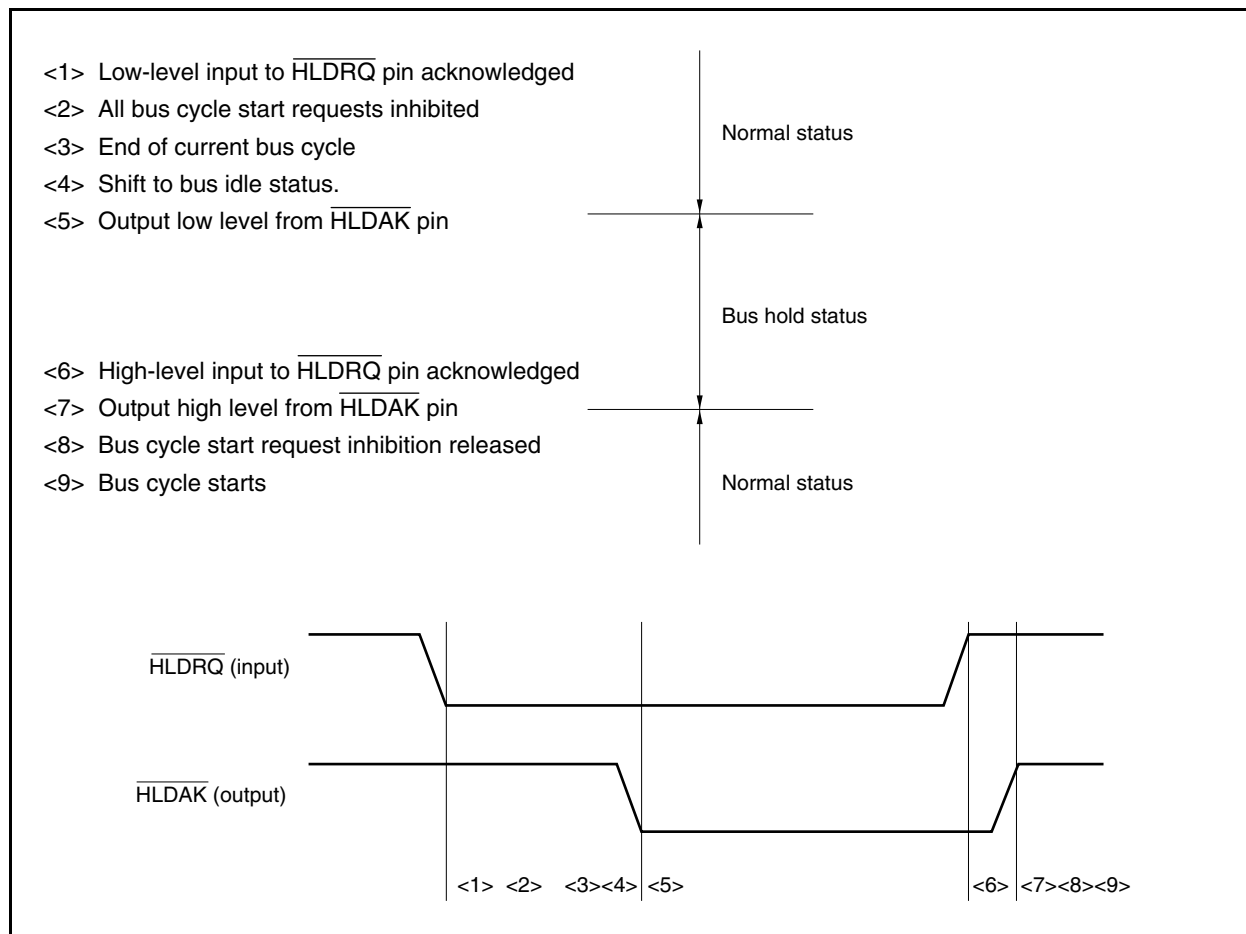 <1> Low-level input to HLDRQ pin acknowledged
<2> All bus cycle start requests inhibited
<3> End of current bus cycle
<4> Shift to bus idle status.
<5> Output low level from HLDAK pin
Normal status
Bus hold status
<6> High-level input to HLDRQ pin acknowledged
<7> Output high level from HLDAK pin
<8> Bus cycle start request inhibition released
<9> Bus cycle starts
Normal status
HLDRQ (input)
HLDAK (output)
<1> <2> <3><4> <5> <6> <7><8><9>